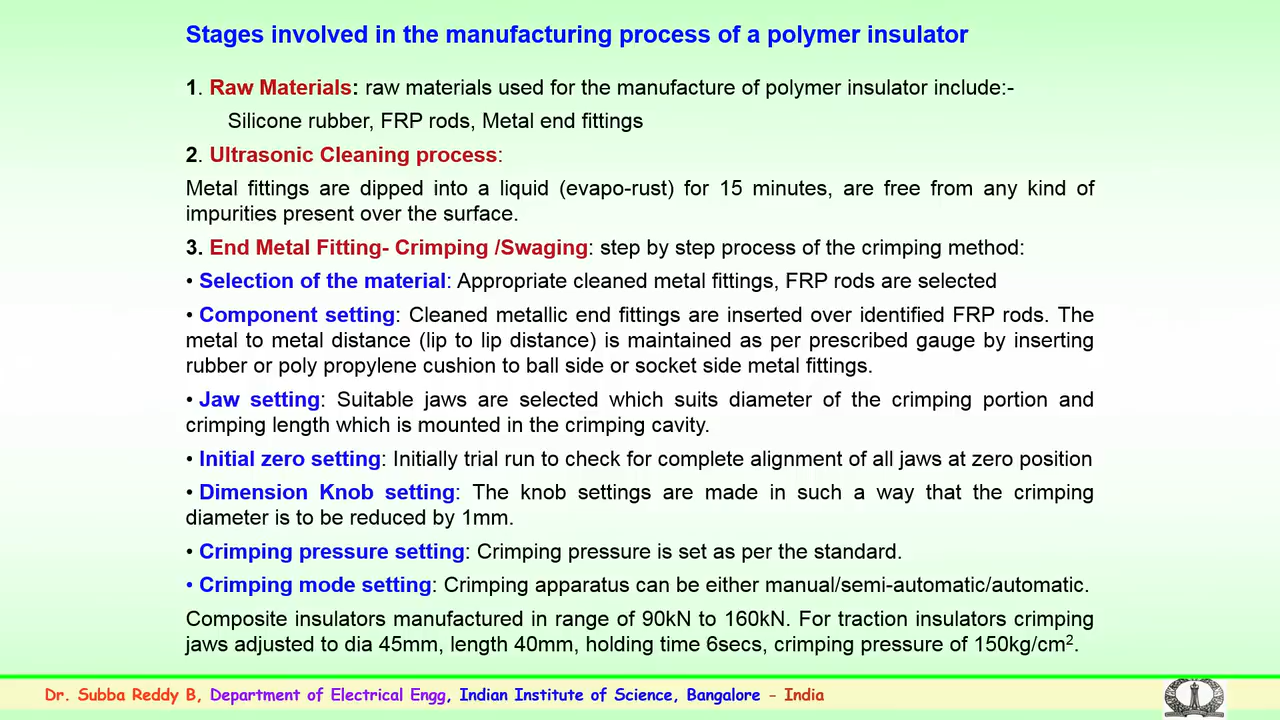 Stages involved in the manufacturing process of a polymer insulator
1. Raw Materials: raw materials used for the manufacture of polymer insulator include:-
Silicone rubber, FRP rods, Metal end fittings
2. Ultrasonic Cleaning process:
Metal fittings are dipped into a liquid (evapo-rust) for 15 minutes, are free from any kind of
impurities present over the surface.
3. End Metal Fitting- Crimping /Swaging: step by step process of the crimping method:
• Selection of the material: Appropriate cleaned metal fittings, FRP rods are selected
• Component setting: Cleaned metallic end fittings are inserted over identified FRP rods. The
metal to metal distance (lip to lip distance) is maintained as per prescribed gauge by inserting
rubber or poly propylene cushion to ball side or socket side metal fittings.
• Jaw setting: Suitable jaws are selected which suits diameter of the crimping portion and
crimping length which is mounted in the crimping cavity.
• Initial zero setting: Initially trial run to check for complete alignment of all jaws at zero position
• Dimension Knob setting: The knob settings are made in such a way that the crimping
diameter is to be reduced by 1mm.
• Crimping pressure setting: Crimping pressure is set as per the standard.
• Crimping mode setting: Crimping apparatus can be either manual/semi-automatic/automatic.
Composite insulators manufactured in range of 90kN to 160kN. For traction insulators crimping
jaws adjusted to dia 45mm, length 40mm, holding time 6secs, crimping pressure of 150kg/cm².
Dr. Subba Reddy B, Department of Electrical Engg, Indian Institute of Science, Bangalore - India